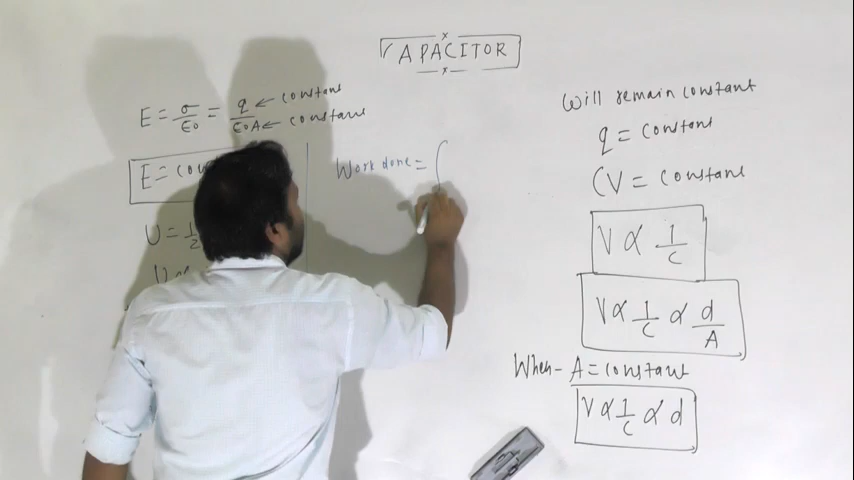 CAPACITOR
E = σ/ε0 = q/ε0A ← constant ← constant
E = con
U = 1/2
Work done = ∫
Will remain constant
q = constant
CV = constant
V ∝ 1/C
V ∝ 1/C ∝ d/A
When - A = constant
V ∝ 1/C ∝ d